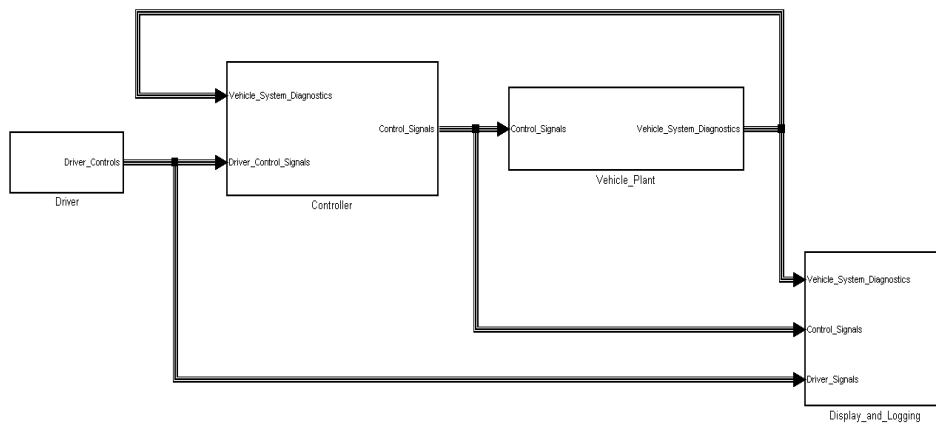 Vehicle_System_Diagnostics
Control_Signals
Driver_Control_Signals
Controller
Control_Signals
Vehicle_System_Diagnostics
Vehicle_Plant
Driver_Controls
Driver
Vehicle_System_Diagnostics
Control_Signals
Driver_Signals
Display_and_Logging